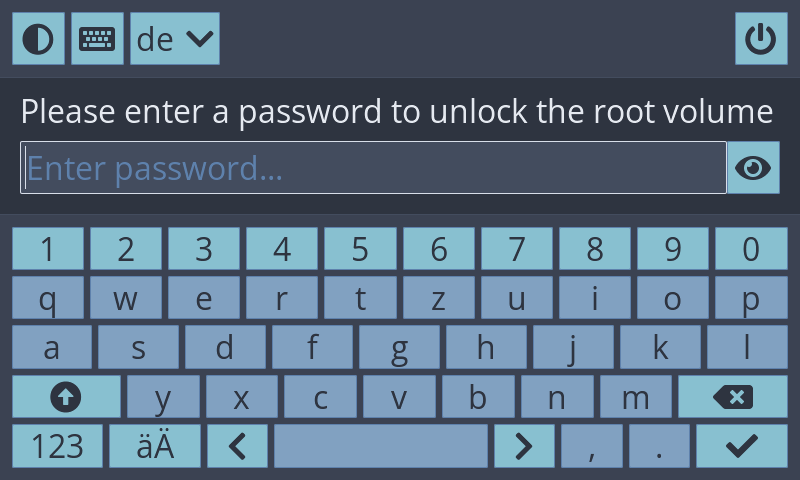 de
Please enter a password to unlock the root volume
Enter password...
1 2 3 4 5 6 7 8 9 0
q w e r t z u i o p
a s d f g h j k l
y x c v b n m
123 äÄ , .